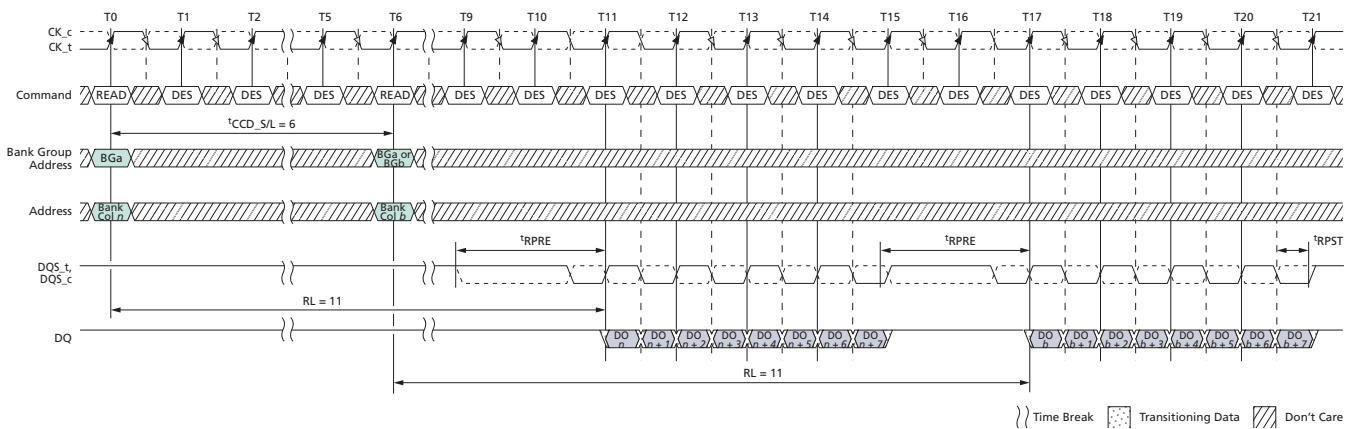 T0 T1 T2 T5 T6 T9 T10 T11 T12 T13 T14 T15 T16 T17 T18 T19 T20 T21
CK_c
CK_t
Command READ DES DES DES READ DES DES DES DES DES DES DES DES DES DES DES DES DES
tCCD_S/L = 6
Bank Group
Address
BGa
BGa or
BGb
Address
Bank
Col n
Bank
Col b
tRPRE tRPRE tRPST
DQS_t,
DQS_c
RL = 11
DQ
DO
n
DO
n + 1
DO
n + 2
DO
n + 3
DO
n + 4
DO
n + 5
DO
n + 6
DO
n + 7
DO
b
DO
b + 1
DO
b + 2
DO
b + 3
DO
b + 4
DO
b + 5
DO
b + 6
DO
b + 7
RL = 11
Time Break Transitioning Data Don't Care